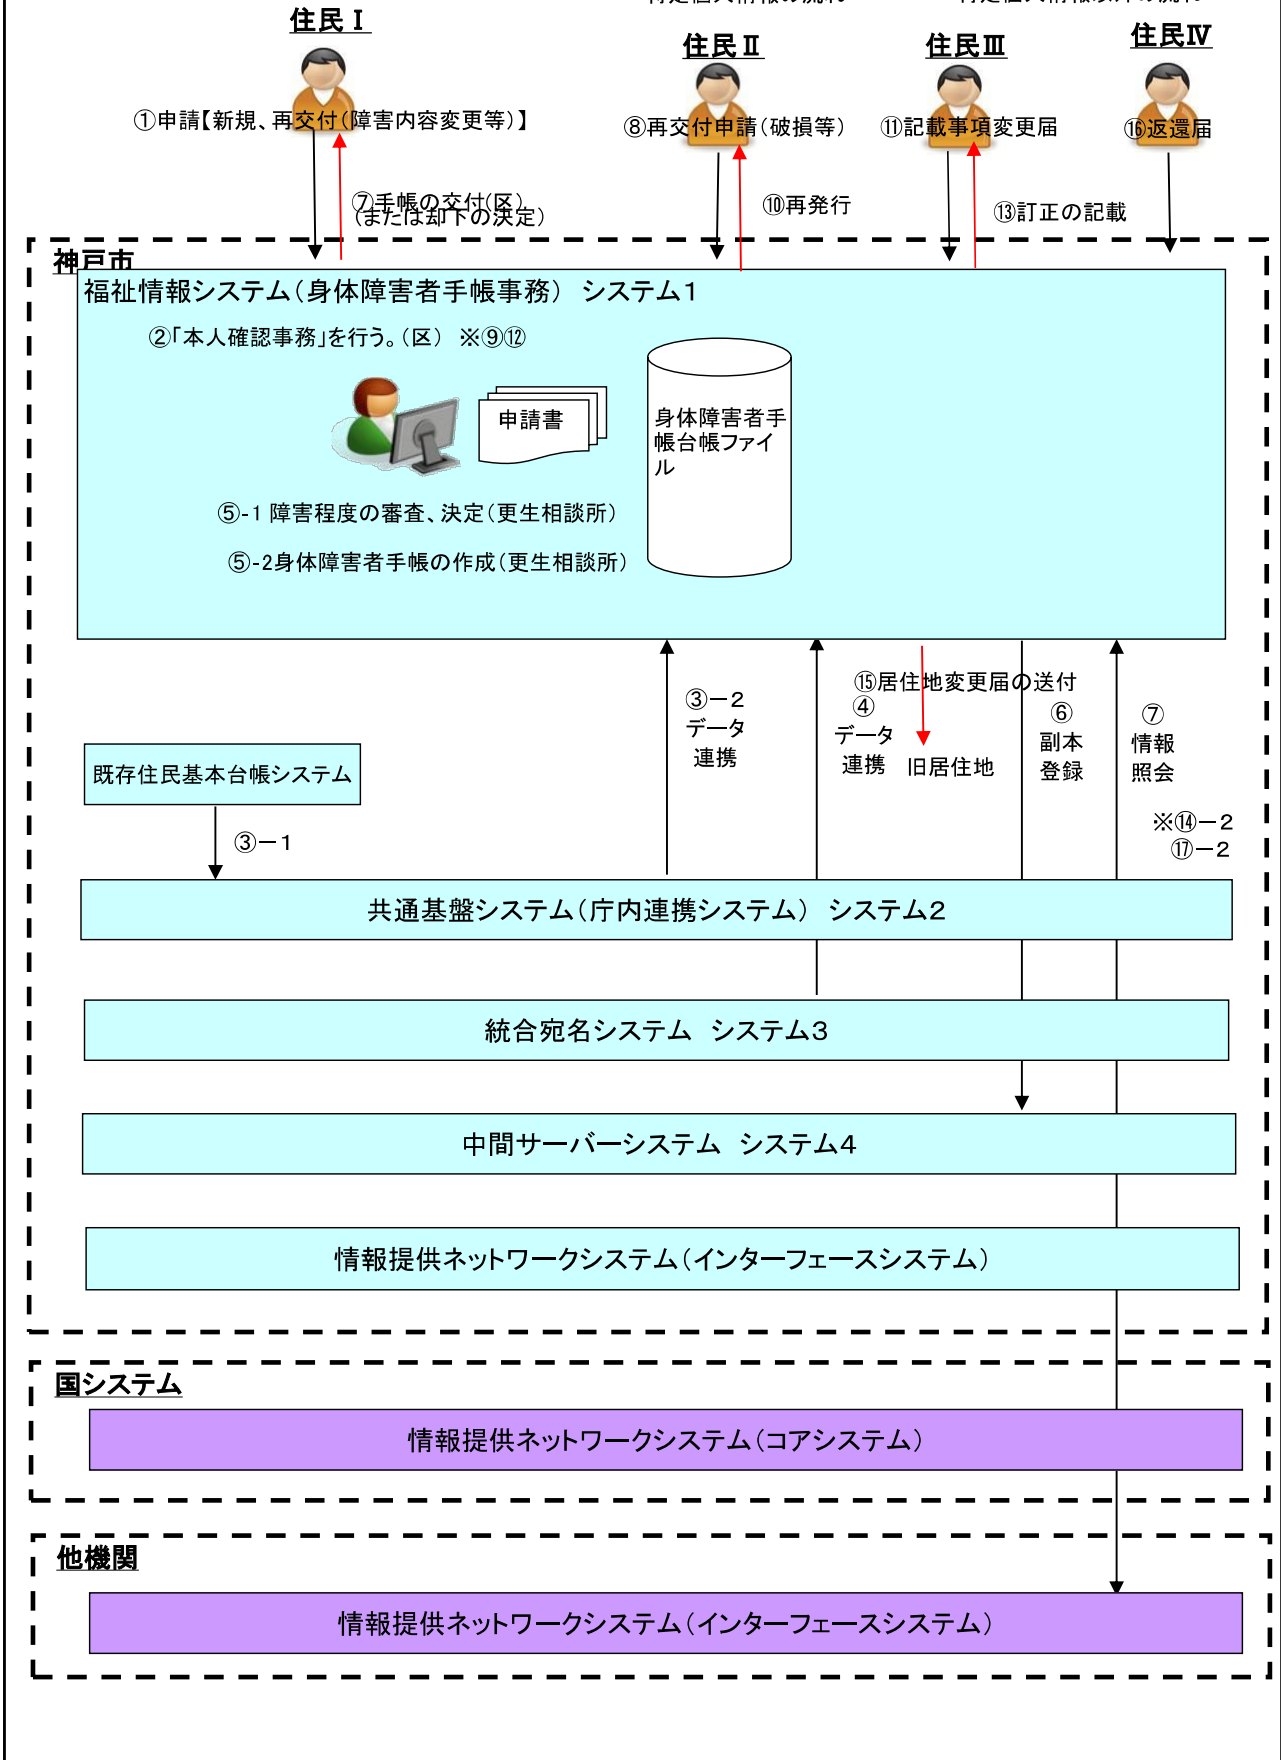 住民Ⅰ
住民Ⅱ
住民Ⅲ
住民Ⅳ
①申請【新規、再交付（障害内容変更等）】
⑧再交付申請（破損等）
⑪記載事項変更届
⑯返還届
⑦手帳の交付（区）
（または却下の決定）
⑩再発行
⑬訂正の記載
神戸市
福祉情報システム（身体障害者手帳事務）　システム1
②「本人確認事務」を行う。（区）　※⑨⑫
申請書
身体障害者手
帳台帳ファイ
ル
⑤-1 障害程度の審査、決定（更生相談所）
⑤-2身体障害者手帳の作成（更生相談所）
③－2
データ
連携
④
データ
連携
⑮居住地変更届の送付
旧居住地
⑥
副本
登録
⑦
情報
照会
※⑭－2
⑰－2
既存住民基本台帳システム
③－1
共通基盤システム（庁内連携システム）　システム2
統合宛名システム　システム3
中間サーバーシステム　システム4
情報提供ネットワークシステム（インターフェースシステム）
国システム
情報提供ネットワークシステム（コアシステム）
他機関
情報提供ネットワークシステム（インターフェースシステム）